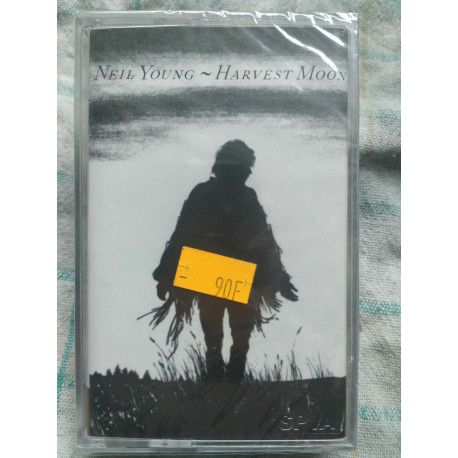 NEIL YOUNG ~ HARVEST MOON
90F